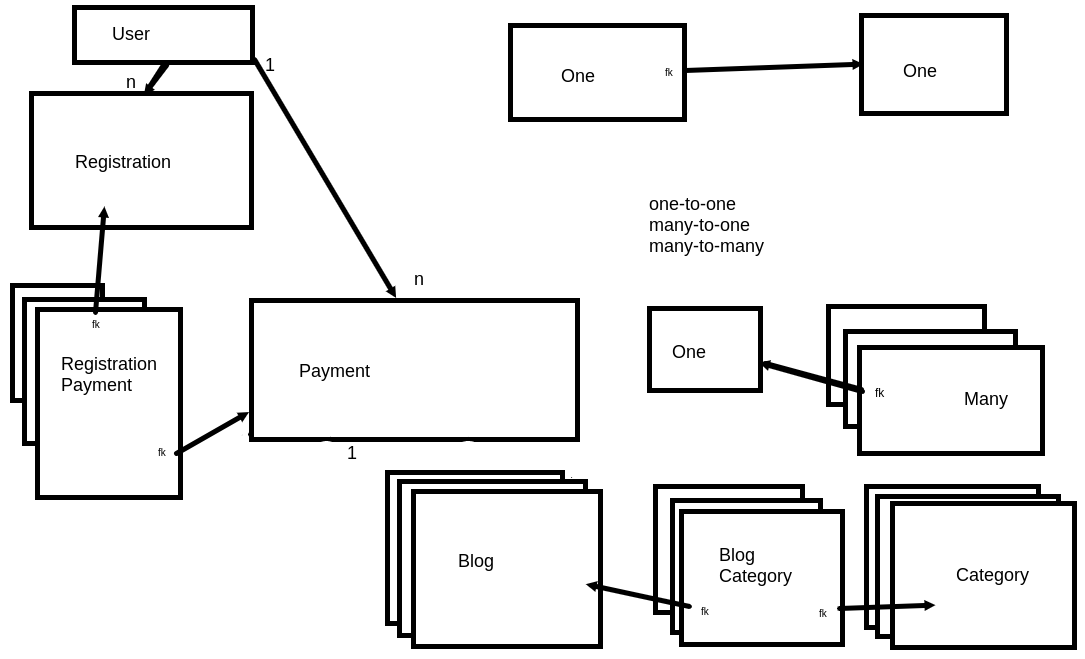 User
1
n
Registration
fk
Registration
Payment
fk
n
Payment
1
One
fk
One
one-to-one
many-to-one
many-to-many
One
fk
Many
Blog
Blog
Category
fk
fk
Category